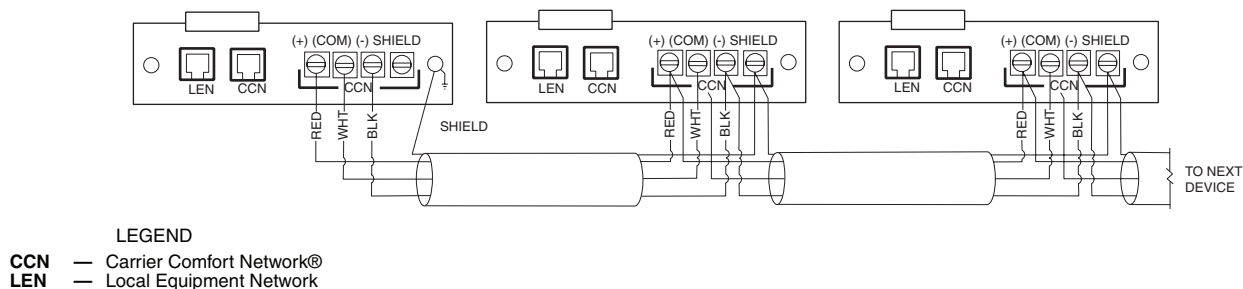 (+) (COM) (-) SHIELD
LEN
CCN
CCN
RED
WHT
BLK
SHIELD
(+) (COM) (-) SHIELD
LEN
CCN
CCN
RED
WHT
BLK
(+) (COM) (-) SHIELD
LEN
CCN
CCN
RED
WHT
BLK
TO NEXT
DEVICE
LEGEND
CCN — Carrier Comfort Network®
LEN — Local Equipment Network